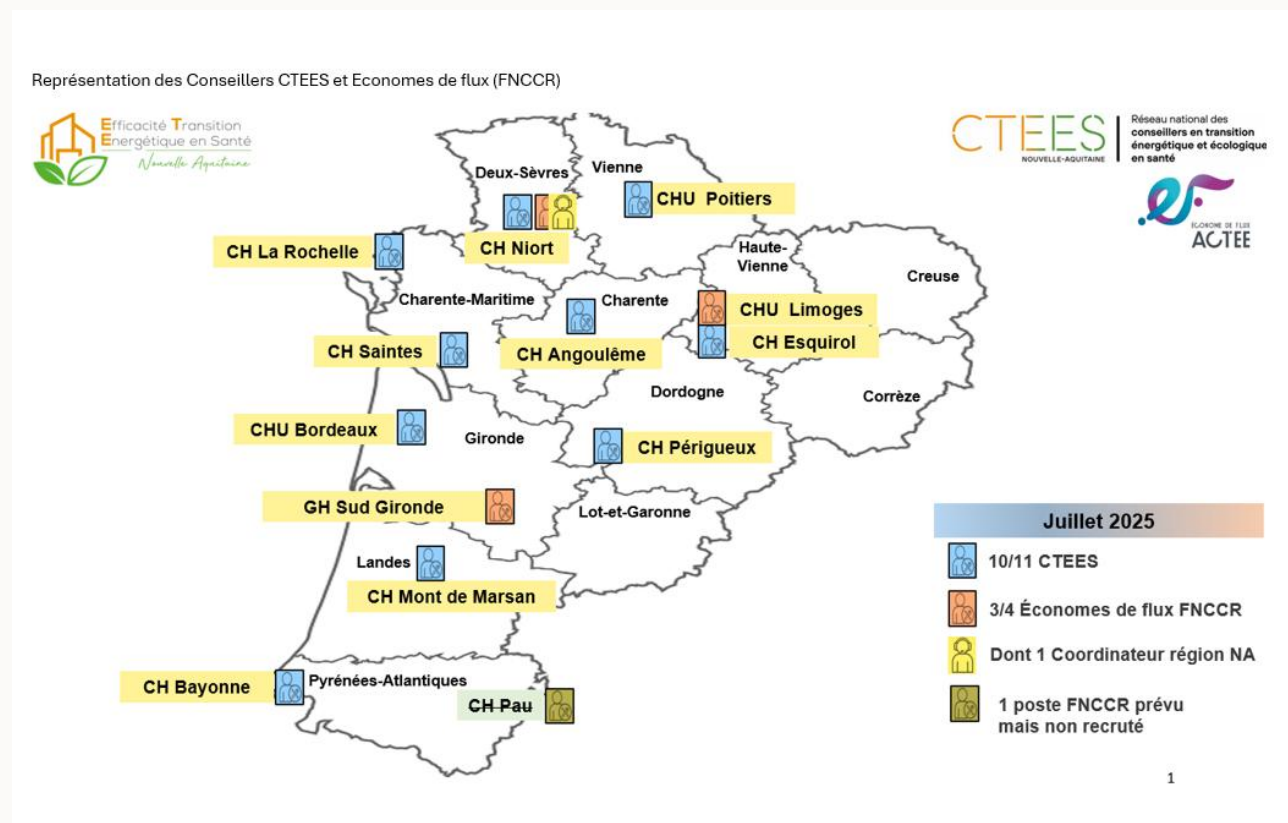 Représentation des Conseillers CTEES et Economes de flux (FNCCR)
Efficacité Transition
Énergétique en Santé
Nouvelle Aquitaine
CTEES
NOUVELLE-AQUITAINE
Réseau national des
conseillers en transition
énergétique et écologique
en santé
ef
ÉCONOME DE FLUX
ACTEE
Deux-Sèvres
Vienne
CHU Poitiers
CH Niort
CH La Rochelle
Haute-
Vienne
Creuse
Charente-Maritime
Charente
CHU Limoges
CH Saintes
CH Angoulême
CH Esquirol
Dordogne
Corrèze
CHU Bordeaux
Gironde
CH Périgueux
GH Sud Gironde
Lot-et-Garonne
Landes
CH Mont de Marsan
CH Bayonne
Pyrénées-Atlantiques
CH Pau
Juillet 2025
10/11 CTEES
3/4 Économes de flux FNCCR
Dont 1 Coordinateur région NA
1 poste FNCCR prévu
mais non recruté
1